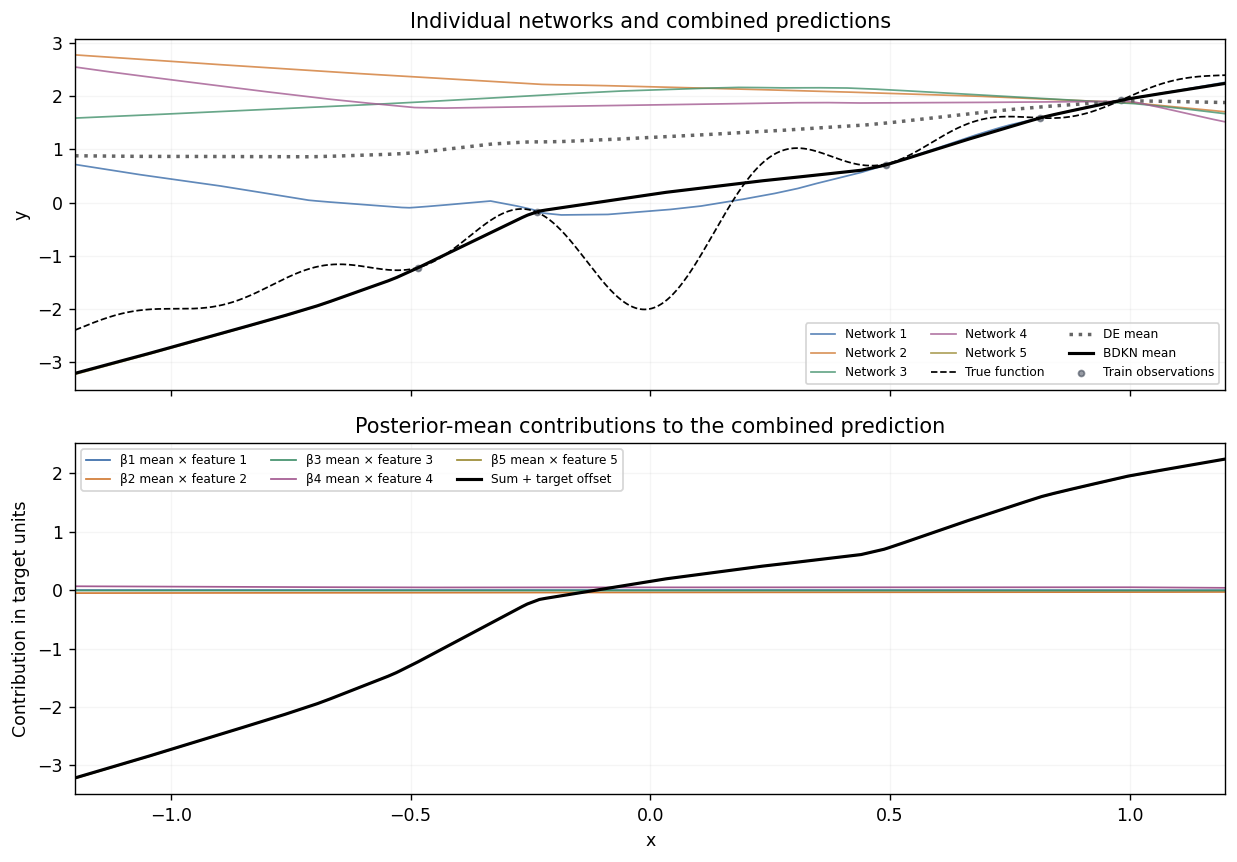 Individual networks and combined predictions
3
2
1
0
−1
−2
−3
y
Network 1
Network 2
Network 3
Network 4
Network 5
True function
DE mean
BDKN mean
Train observations
Posterior-mean contributions to the combined prediction
β1 mean × feature 1
β2 mean × feature 2
β3 mean × feature 3
β4 mean × feature 4
β5 mean × feature 5
Sum + target offset
2
1
0
−1
−2
−3
Contribution in target units
−1.0
−0.5
0.0
0.5
1.0
x